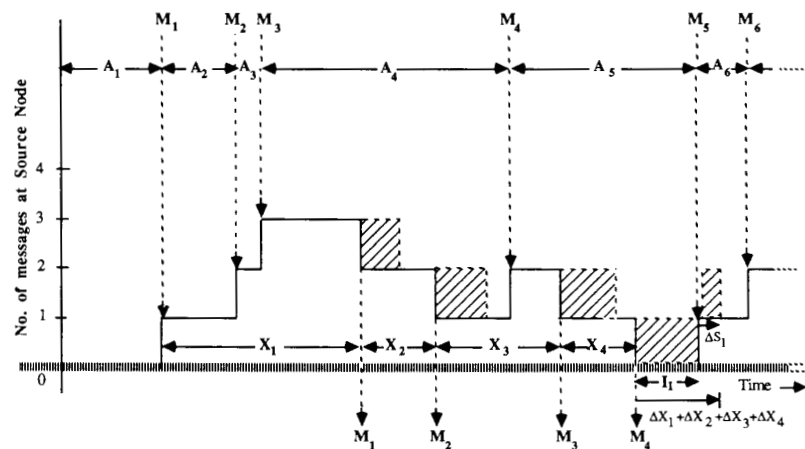 M₁ M₂ M₃ M₄ M₅ M₆
A₁ A₂ A₃ A₄ A₅ A₆
No. of messages at Source Node
4
3
2
1
0
ΔS₁
X₁ X₂ X₃ X₄
I₁ Time
ΔX₁+ΔX₂+ΔX₃+ΔX₄
M₁ M₂ M₃ M₄